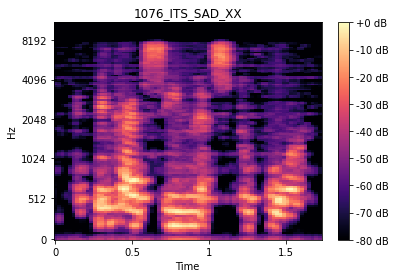 1076_ITS_SAD_XX
+0 dB
8192
-10 dB
4096
-20 dB
-30 dB
2048
Hz
-40 dB
1024
-50 dB
512
-60 dB
-70 dB
0
-80 dB
0
0.5
1
1.5
Time